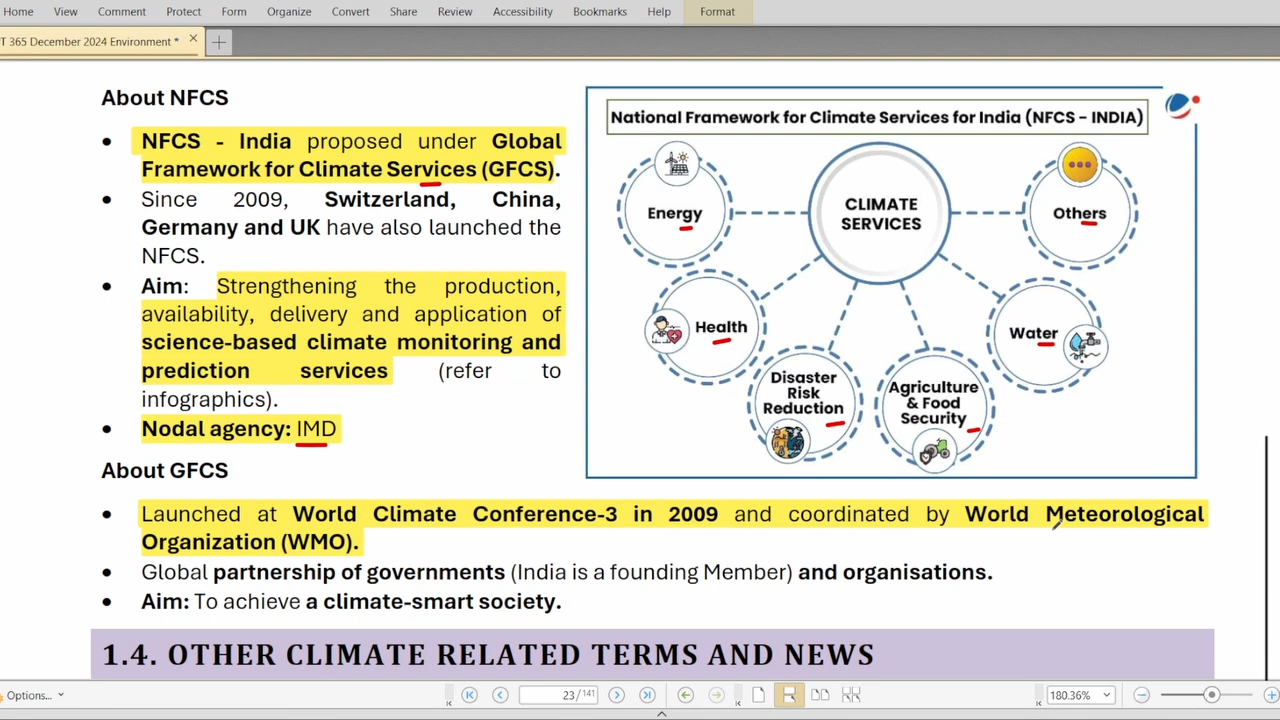 Home View Comment Protect Form Organize Convert Share Review Accessibility Bookmarks Help Format
T 365 December 2024 Environment *
About NFCS
• NFCS - India proposed under Global
Framework for Climate Services (GFCS).
• Since 2009, Switzerland, China,
Germany and UK have also launched the
NFCS.
• Aim: Strengthening the production,
availability, delivery and application of
science-based climate monitoring and
prediction services (refer to
infographics).
• Nodal agency: IMD
National Framework for Climate Services for India (NFCS - INDIA)
CLIMATE
SERVICES
Energy
Others
Health
Water
Disaster
Risk
Reduction
Agriculture
& Food
Security
About GFCS
• Launched at World Climate Conference-3 in 2009 and coordinated by World Meteorological
Organization (WMO).
• Global partnership of governments (India is a founding Member) and organisations.
• Aim: To achieve a climate-smart society.
1.4. OTHER CLIMATE RELATED TERMS AND NEWS
Options... 23 / 141 180.36%